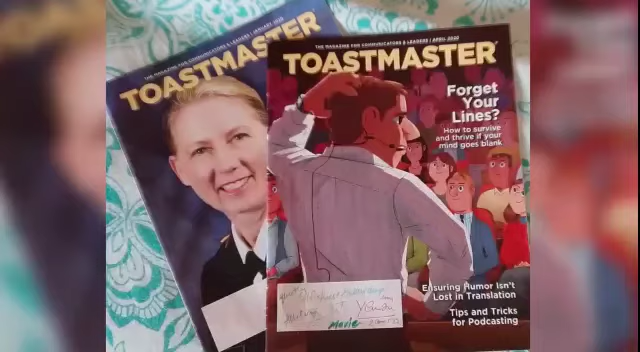 THE MAGAZINE FOR COMMUNICATORS & LEADERS | JANUARY 2020
TOASTMASTER
THE MAGAZINE FOR COMMUNICATORS & LEADERS | APRIL 2020
TOASTMASTER
Forget
Your
Lines?
How to survive
and thrive if your
mind goes blank
Ensuring Humor Isn't
Lost in Translation
Tips and Tricks
for Podcasting